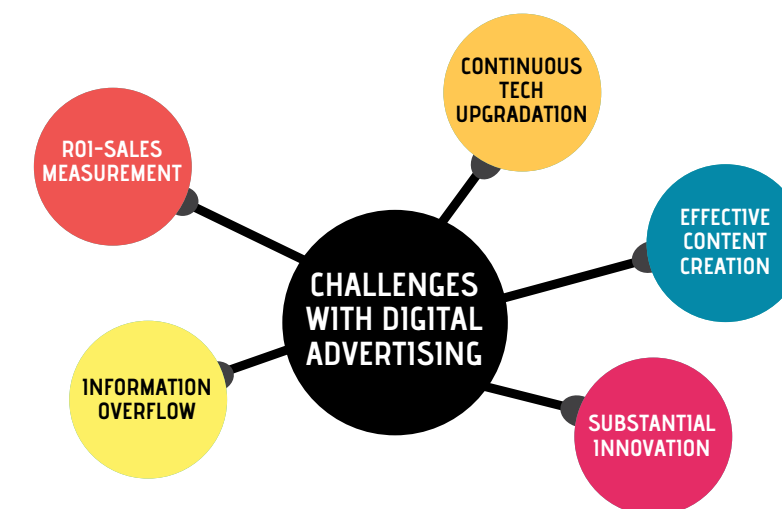 CONTINUOUS
TECH
UPGRADATION
ROI-SALES
MEASUREMENT
EFFECTIVE
CONTENT
CREATION
CHALLENGES
WITH DIGITAL
ADVERTISING
INFORMATION
OVERFLOW
SUBSTANTIAL
INNOVATION